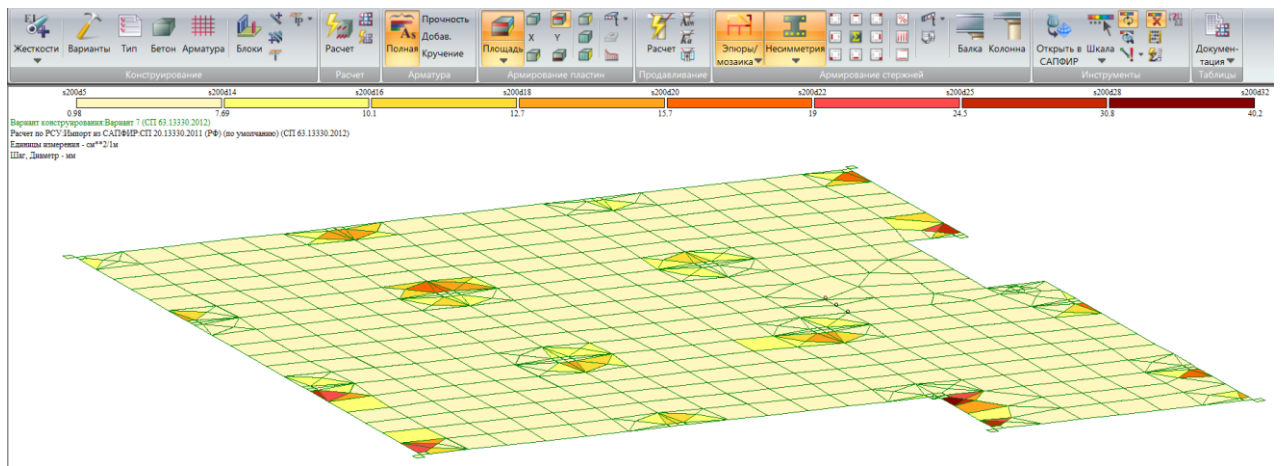 Жесткости Варианты Тип Бетон Арматура Блоки Расчет Полная Прочность Добав. Кручение Площадь X Y Расчет Эпюры/ мозаика Несимметрия Балка Колонна Открыть в САПФИР Шкала Докумен- тация
Конструирование Расчет Арматура Армирование пластин Продавливание Армирование стержней Инструменты Таблицы
s200d5 s200d14 s200d16 s200d18 s200d20 s200d22 s200d25 s200d28 s200d32
0.98 7.69 10.1 12.7 15.7 19 24.5 30.8 40.2
Вариант конструирования:Вариант 7 (СП 63.13330.2012)
Расчет по РСУ:Импорт из САПФИР:СП 20.13330.2011 (РФ) (по умолчанию) (СП 63.13330.2012)
Единицы измерения - см**2/1м
Шаг, Диаметр - мм